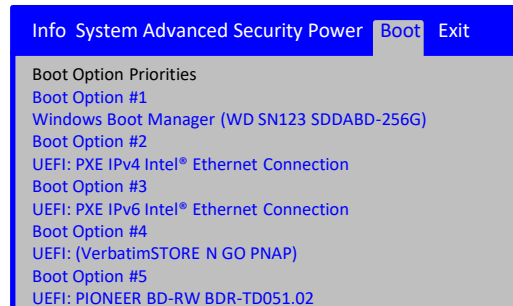 Info System Advanced Security Power Boot Exit
Boot Option Priorities
Boot Option #1
Windows Boot Manager (WD SN123 SDDABD-256G)
Boot Option #2
UEFI: PXE IPv4 Intel® Ethernet Connection
Boot Option #3
UEFI: PXE IPv6 Intel® Ethernet Connection
Boot Option #4
UEFI: (VerbatimSTORE N GO PNAP)
Boot Option #5
UEFI: PIONEER BD-RW BDR-TD051.02